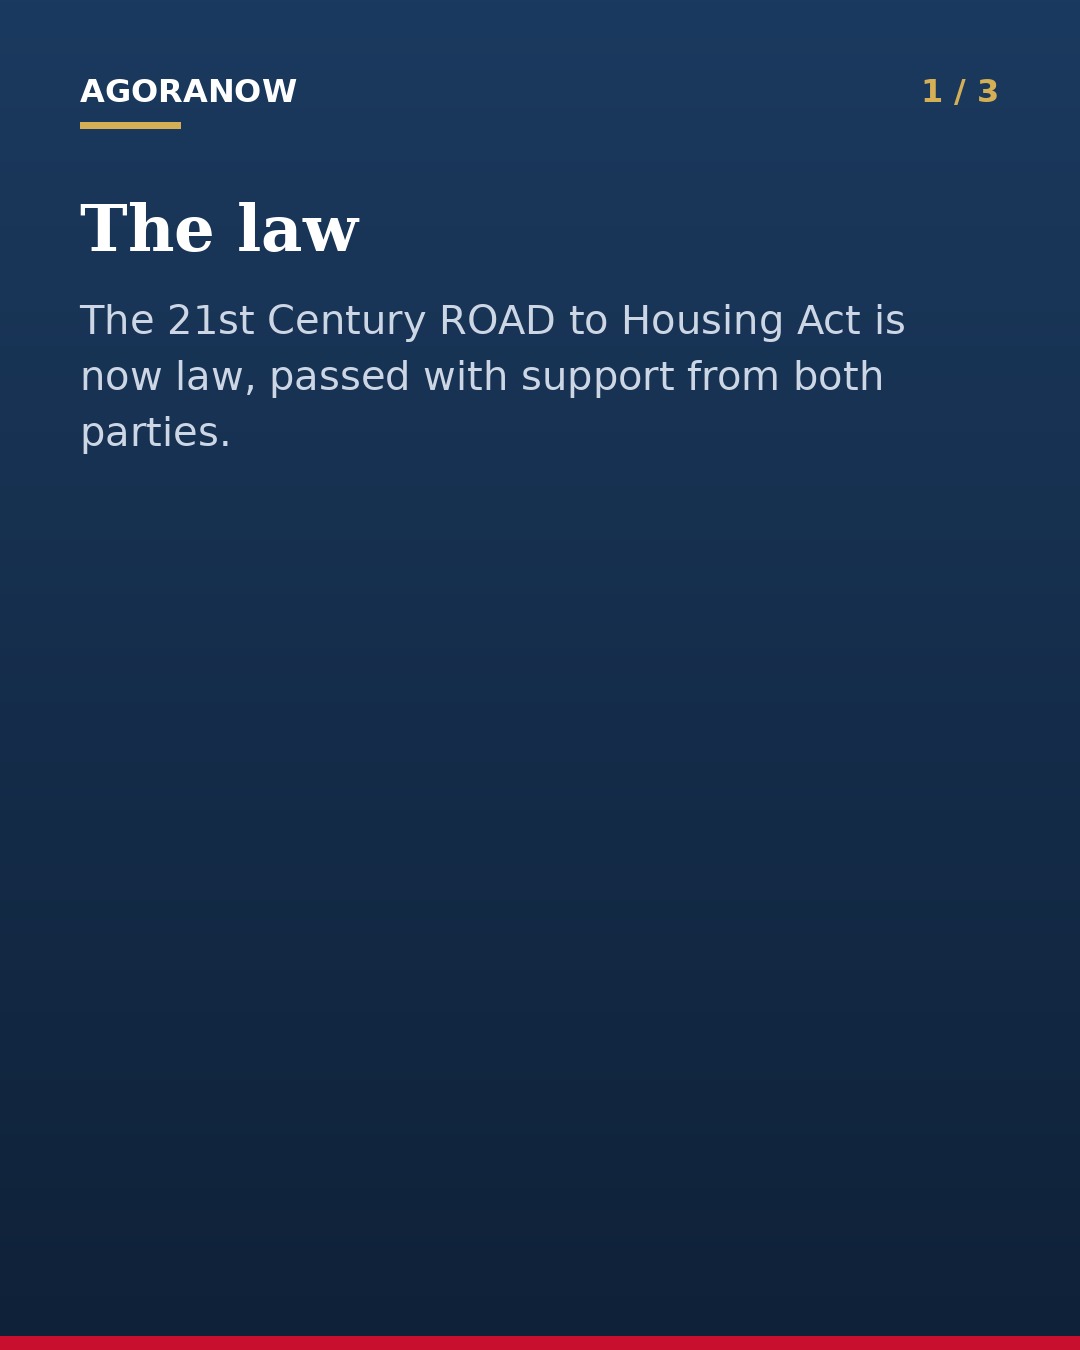 AGORANOW
1 / 3
The law
The 21st Century ROAD to Housing Act is
now law, passed with support from both
parties.